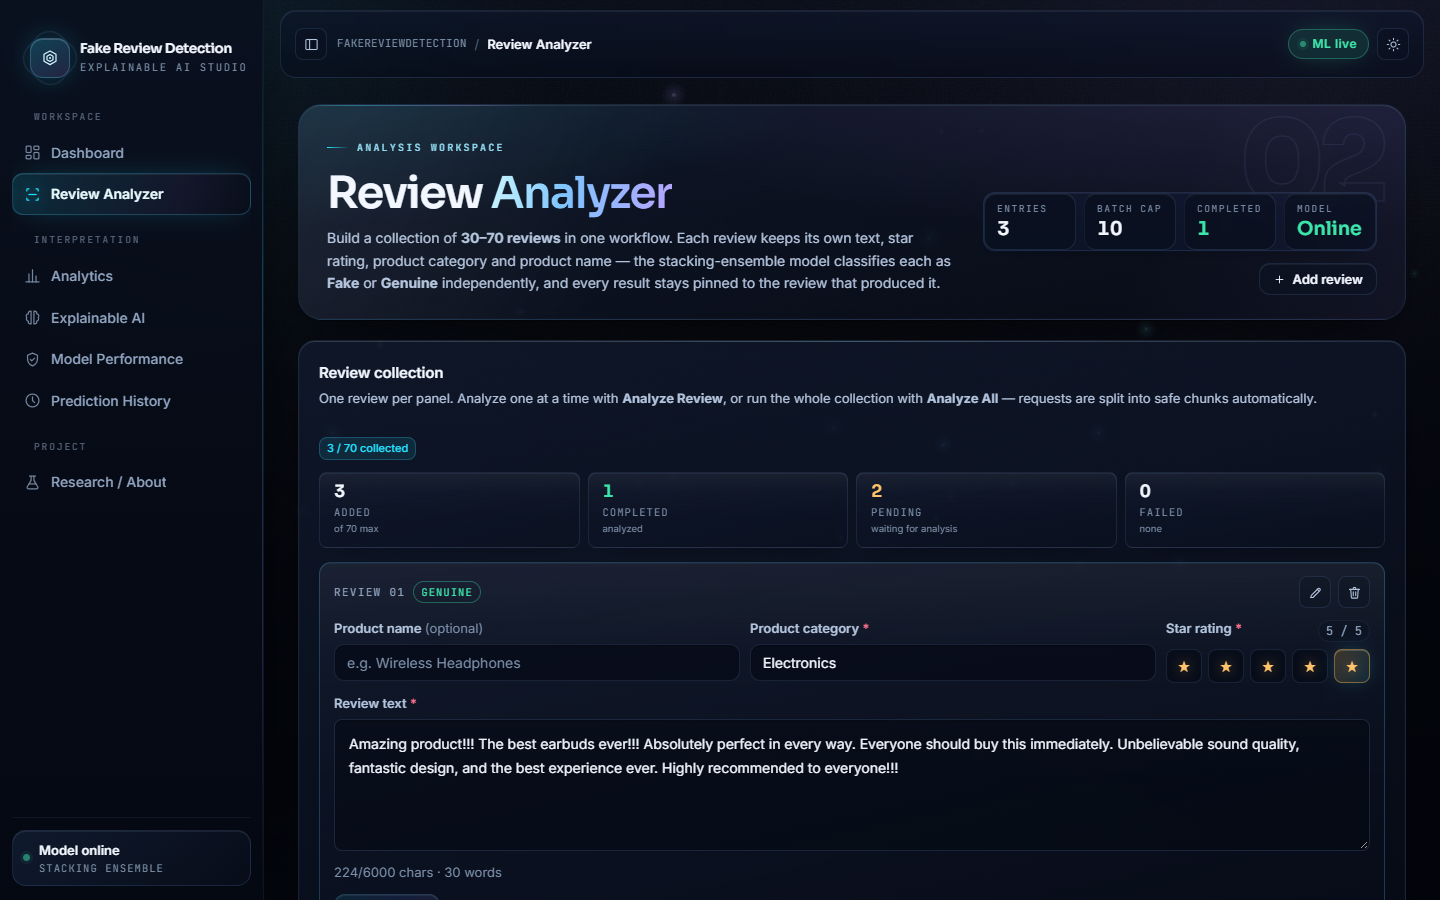 Fake Review Detection
EXPLAINABLE AI STUDIO
WORKSPACE
Dashboard
Review Analyzer
INTERPRETATION
Analytics
Explainable AI
Model Performance
Prediction History
PROJECT
Research / About
Model online
STACKING ENSEMBLE
FAKEREVIEWDETECTION / Review Analyzer
ML live
02
ANALYSIS WORKSPACE
Review Analyzer
Build a collection of 30–70 reviews in one workflow. Each review keeps its own text, star
rating, product category and product name — the stacking-ensemble model classifies each as
Fake or Genuine independently, and every result stays pinned to the review that produced it.
ENTRIES
3
BATCH CAP
10
COMPLETED
1
MODEL
Online
+ Add review
Review collection
One review per panel. Analyze one at a time with Analyze Review, or run the whole collection with Analyze All — requests are split into safe chunks automatically.
3 / 70 collected
3
ADDED
of 70 max
1
COMPLETED
analyzed
2
PENDING
waiting for analysis
0
FAILED
none
REVIEW 01 GENUINE
Product name (optional)
e.g. Wireless Headphones
Product category *
Electronics
Star rating *
5 / 5
Review text *
Amazing product!!! The best earbuds ever!!! Absolutely perfect in every way. Everyone should buy this immediately. Unbelievable sound quality,
fantastic design, and the best experience ever. Highly recommended to everyone!!!
224/6000 chars · 30 words